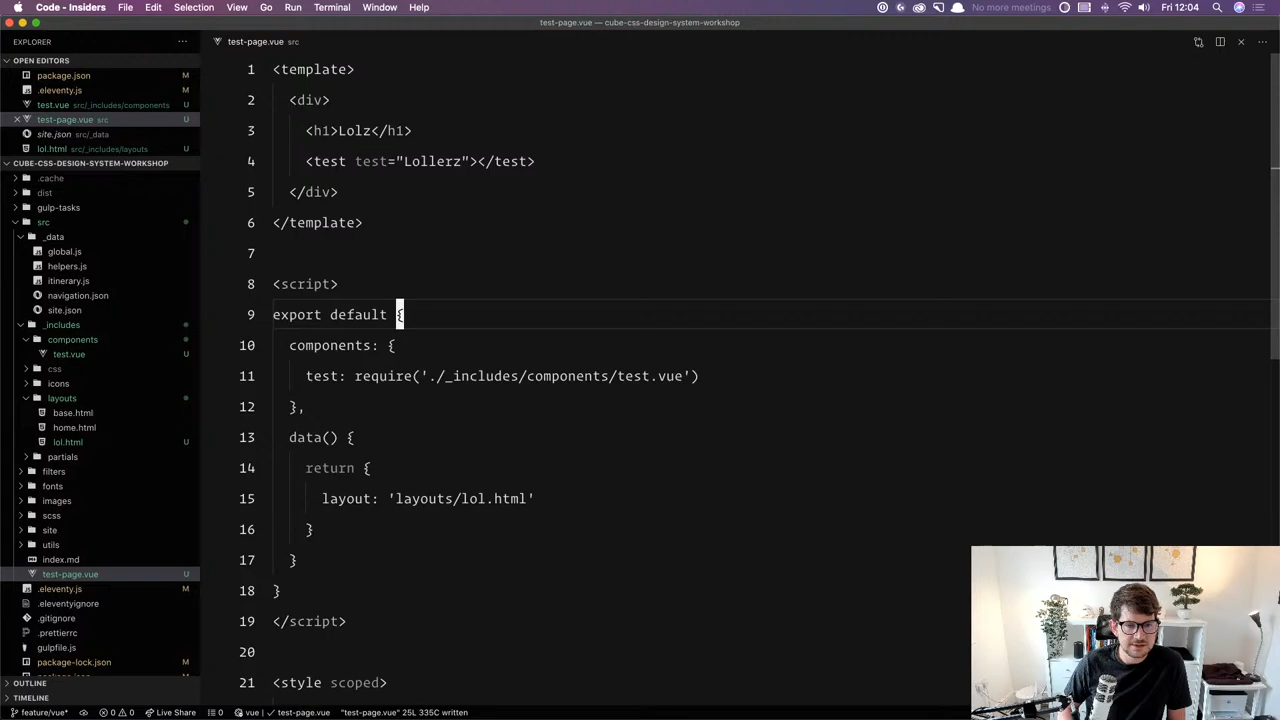 Code - Insiders File Edit Selection View Go Run Terminal Window Help No more meetings Fri 12:04
test-page.vue — cube-css-design-system-workshop
EXPLORER
test-page.vue src
OPEN EDITORS
package.json M
.eleventy.js M
test.vue src/_includes/components U
test-page.vue src U
site.json src/_data
lol.html src/_includes/layouts U
CUBE-CSS-DESIGN-SYSTEM-WORKSHOP
.cache
dist
gulp-tasks
src
_data
global.js
helpers.js
itinerary.js
navigation.json
site.json
_includes
components
test.vue U
css
icons
layouts
base.html
home.html
lol.html U
partials
filters
fonts
images
scss
site
utils
index.md
test-page.vue U
.eleventy.js M
.eleventyignore
.gitignore
.prettierrc
gulpfile.js
package-lock.json M
OUTLINE
TIMELINE
1 <template>
2 <div>
3 <h1>Lolz</h1>
4 <test test="Lollerz"></test>
5 </div>
6 </template>
7
8 <script>
9 export default {
10 components: {
11 test: require('./_includes/components/test.vue')
12 },
13 data() {
14 return {
15 layout: 'layouts/lol.html'
16 }
17 }
18 }
19 </script>
20
21 <style scoped>
feature/vue* 0 0 Live Share 0 vue | ✓ test-page.vue "test-page.vue" 25L 335C written